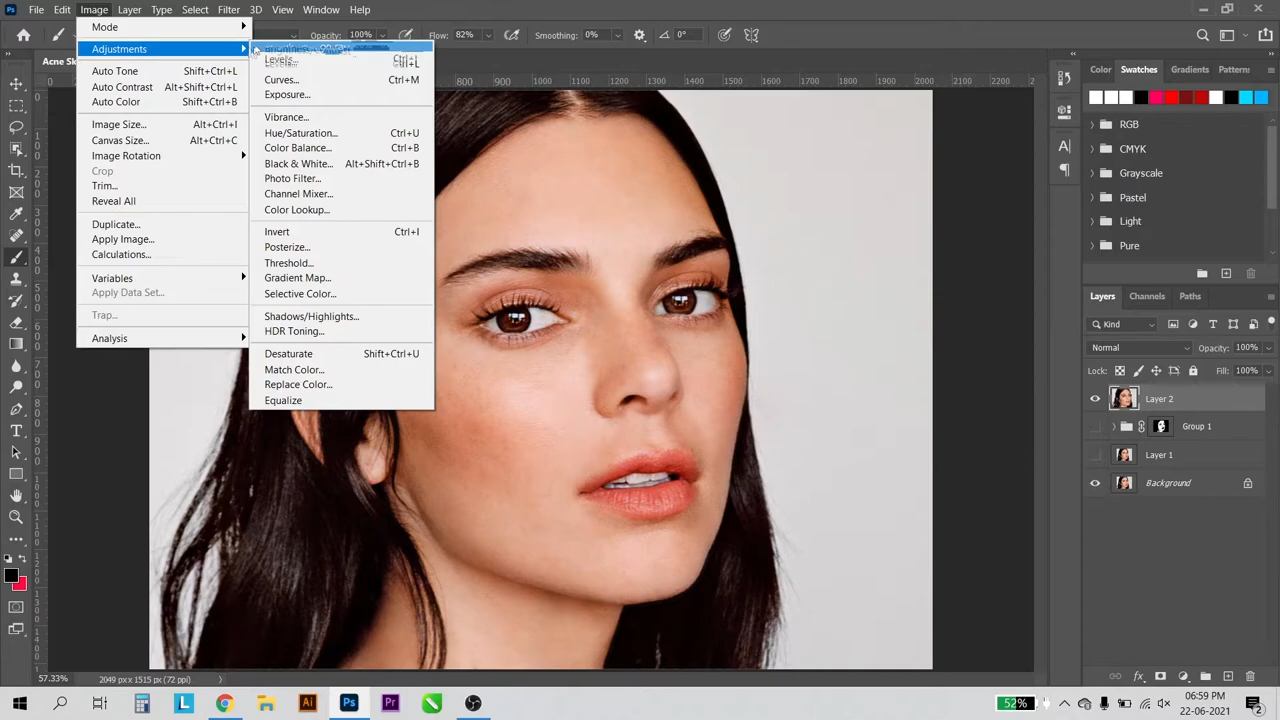 Ps File Edit Image Layer Type Select Filter 3D View Window Help
Opacity: 100% Flow: 82% Smoothing: 0% 0°
Mode
Adjustments
Auto Tone Shift+Ctrl+L
Auto Contrast Alt+Shift+Ctrl+L
Auto Color Shift+Ctrl+B
Image Size... Alt+Ctrl+I
Canvas Size... Alt+Ctrl+C
Image Rotation
Crop
Trim...
Reveal All
Duplicate...
Apply Image...
Calculations...
Variables
Apply Data Set...
Trap...
Analysis
Levels... Ctrl+L
Curves... Ctrl+M
Exposure...
Vibrance...
Hue/Saturation... Ctrl+U
Color Balance... Ctrl+B
Black & White... Alt+Shift+Ctrl+B
Photo Filter...
Channel Mixer...
Color Lookup...
Invert Ctrl+I
Posterize...
Threshold...
Gradient Map...
Selective Color...
Shadows/Highlights...
HDR Toning...
Desaturate Shift+Ctrl+U
Match Color...
Replace Color...
Equalize
Acne Sk
800 900 1000 1100 1200 1300 1400 1500 1600 1700 1800 1900 2000 2100 2200
Swatches Gradients Patterns
RGB
CMYK
Grayscale
Pastel
Light
Pure
Layers Channels Paths
Kind
Normal Opacity: 100%
Lock: Fill: 100%
Layer 2
Group 1
Layer 1
Background
57.33% 2049 px x 1515 px (72 ppi)
L Ai Ps Pr
52%
06:59 PM
22-06-2021
2